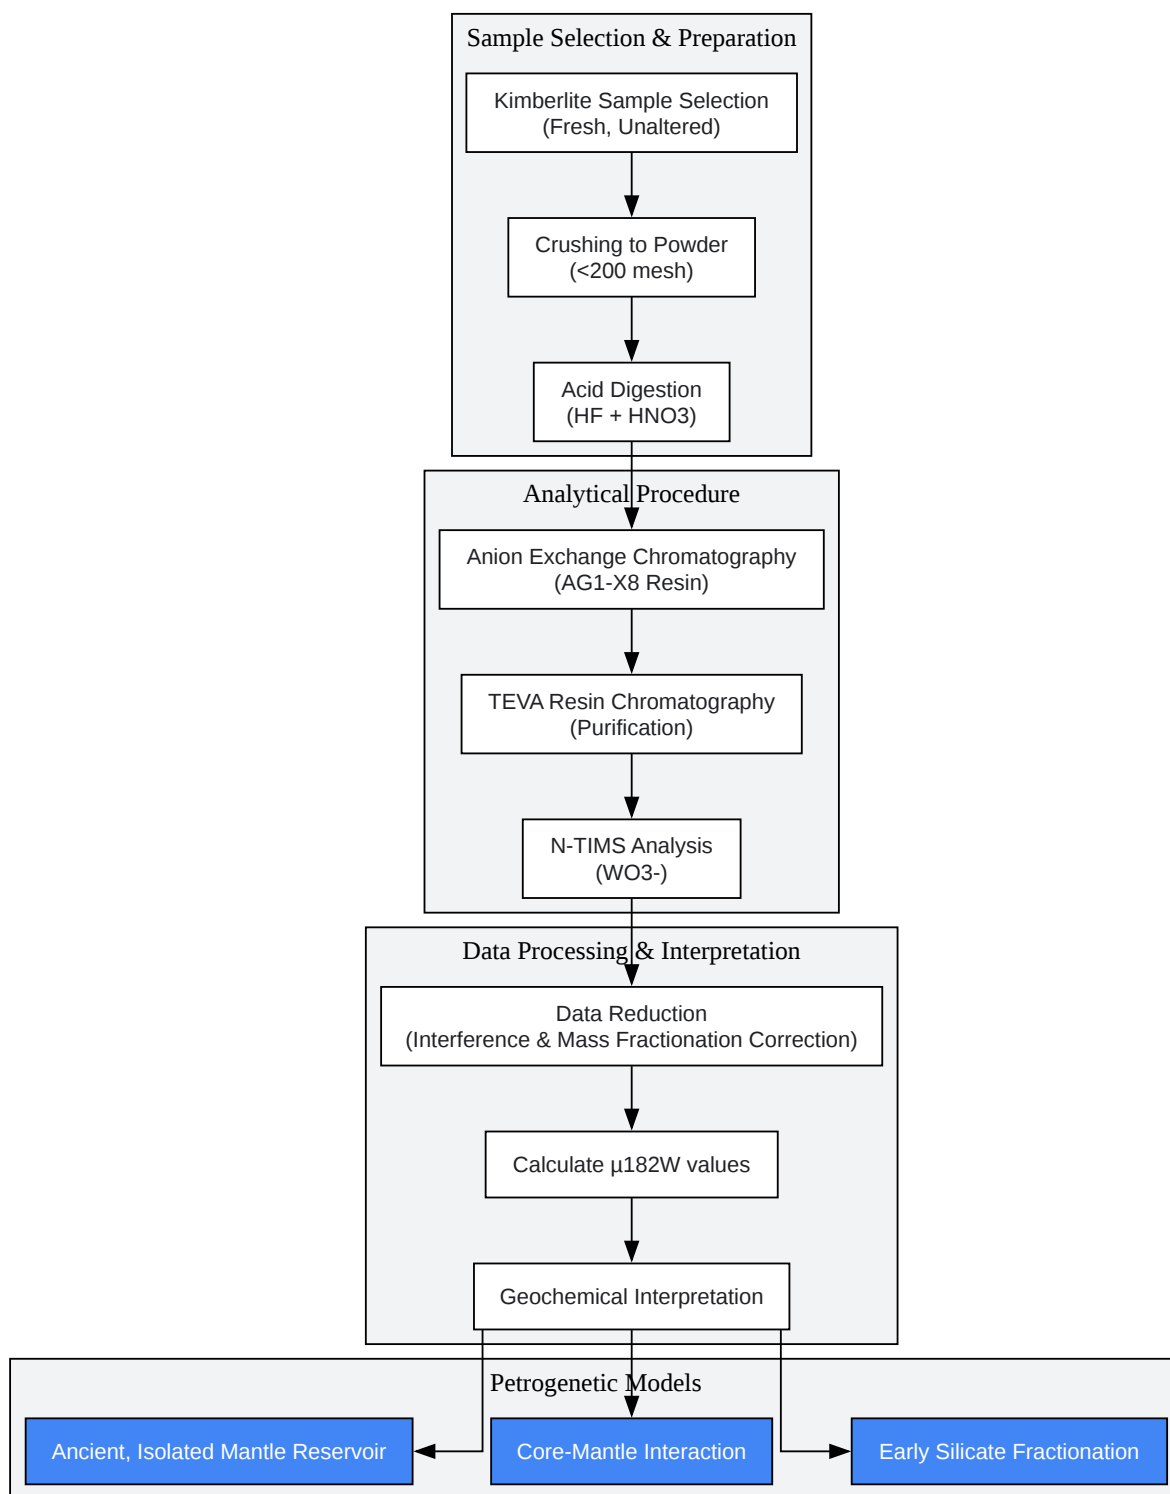 Sample Selection & Preparation
Kimberlite Sample Selection
(Fresh, Unaltered)
Crushing to Powder
(<200 mesh)
Acid Digestion
(HF + HNO3)
Analytical Procedure
Anion Exchange Chromatography
(AG1-X8 Resin)
TEVA Resin Chromatography
(Purification)
N-TIMS Analysis
(WO3-)
Data Processing & Interpretation
Data Reduction
(Interference & Mass Fractionation Correction)
Calculate µ182W values
Geochemical Interpretation
Petrogenetic Models
Ancient, Isolated Mantle Reservoir
Core-Mantle Interaction
Early Silicate Fractionation